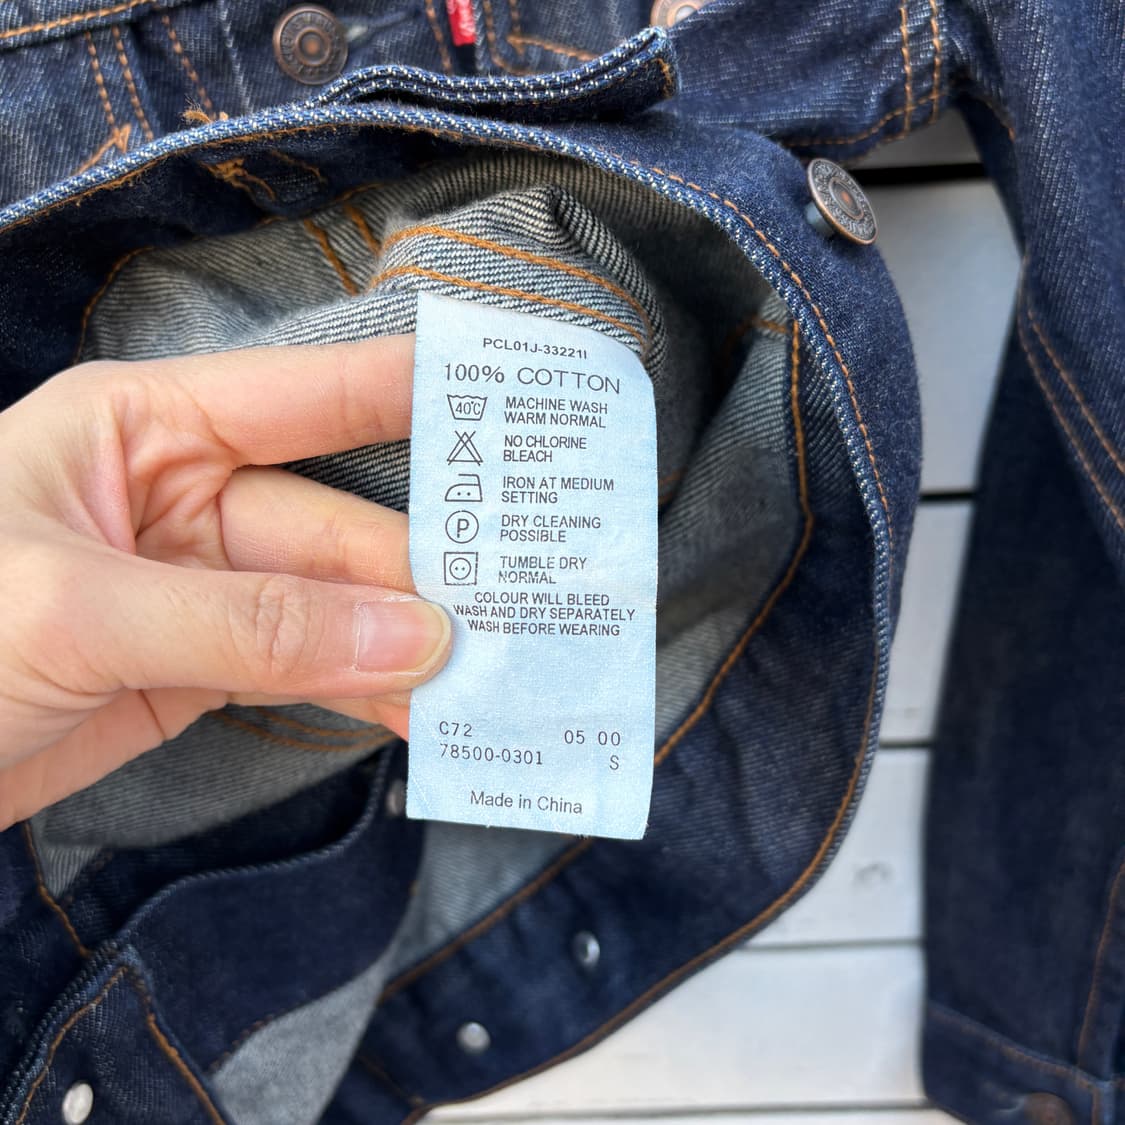 PCL01J-33221I
100% COTTON
40°C
MACHINE WASH
WARM NORMAL
NO CHLORINE
BLEACH
IRON AT MEDIUM
SETTING
P
DRY CLEANING
POSSIBLE
TUMBLE DRY
NORMAL
COLOUR WILL BLEED
WASH AND DRY SEPARATELY
WASH BEFORE WEARING
C72 05 00
78500-0301 S
Made in China